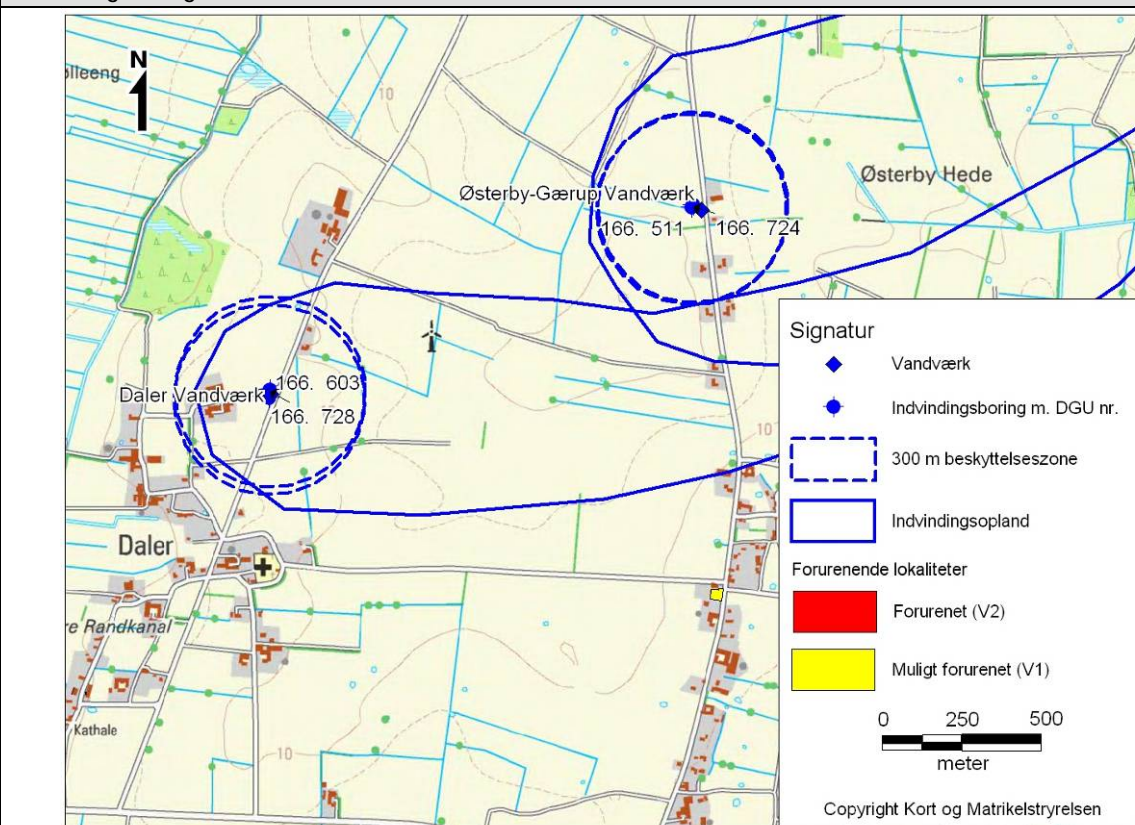 N
ølleeng
10
Østerby Hede
Østerby-Gærup Vandværk
166. 511
166. 724
166. 603
Daler Vandværk
166. 728
10
Daler
re Randkanal
Kathale
10
Signatur
Vandværk
Indvindingsboring m. DGU nr.
300 m beskyttelseszone
Indvindingsopland
Forurenende lokaliteter
Forurenet (V2)
Muligt forurenet (V1)
0 250 500
meter
Copyright Kort og Matrikelstryrelsen